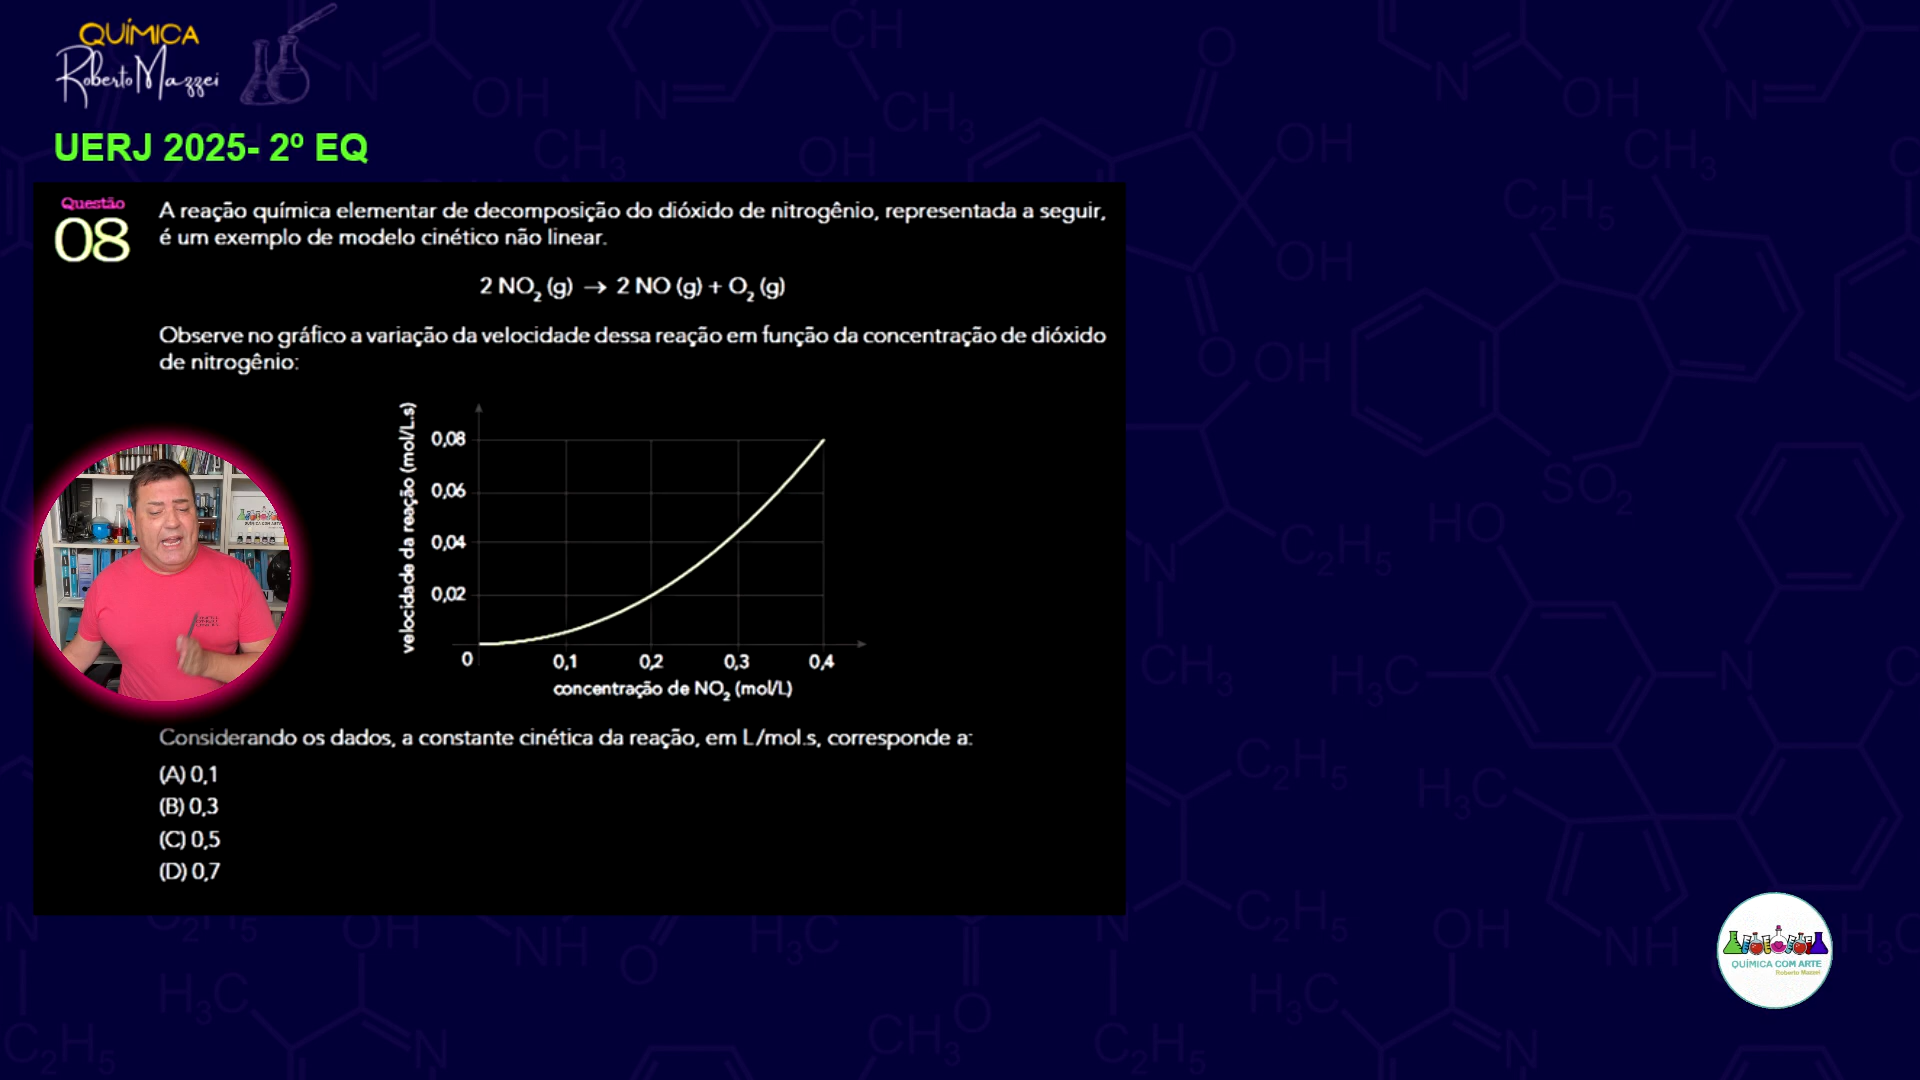 QUÍMICA
Roberto Mazzei
UERJ 2025- 2º EQ
Questão
08
A reação química elementar de decomposição do dióxido de nitrogênio, representada a seguir,
é um exemplo de modelo cinético não linear.
2 NO₂ (g) → 2 NO (g) + O₂ (g)
Observe no gráfico a variação da velocidade dessa reação em função da concentração de dióxido
de nitrogênio:
velocidade da reação (mol/L.s)
0,08
0,06
0,04
0,02
0
0,1
0,2
0,3
0,4
concentração de NO₂ (mol/L)
Considerando os dados, a constante cinética da reação, em L/mol.s, corresponde a:
(A) 0,1
(B) 0,3
(C) 0,5
(D) 0,7
QUÍMICA COM ARTE
Roberto Mazzei